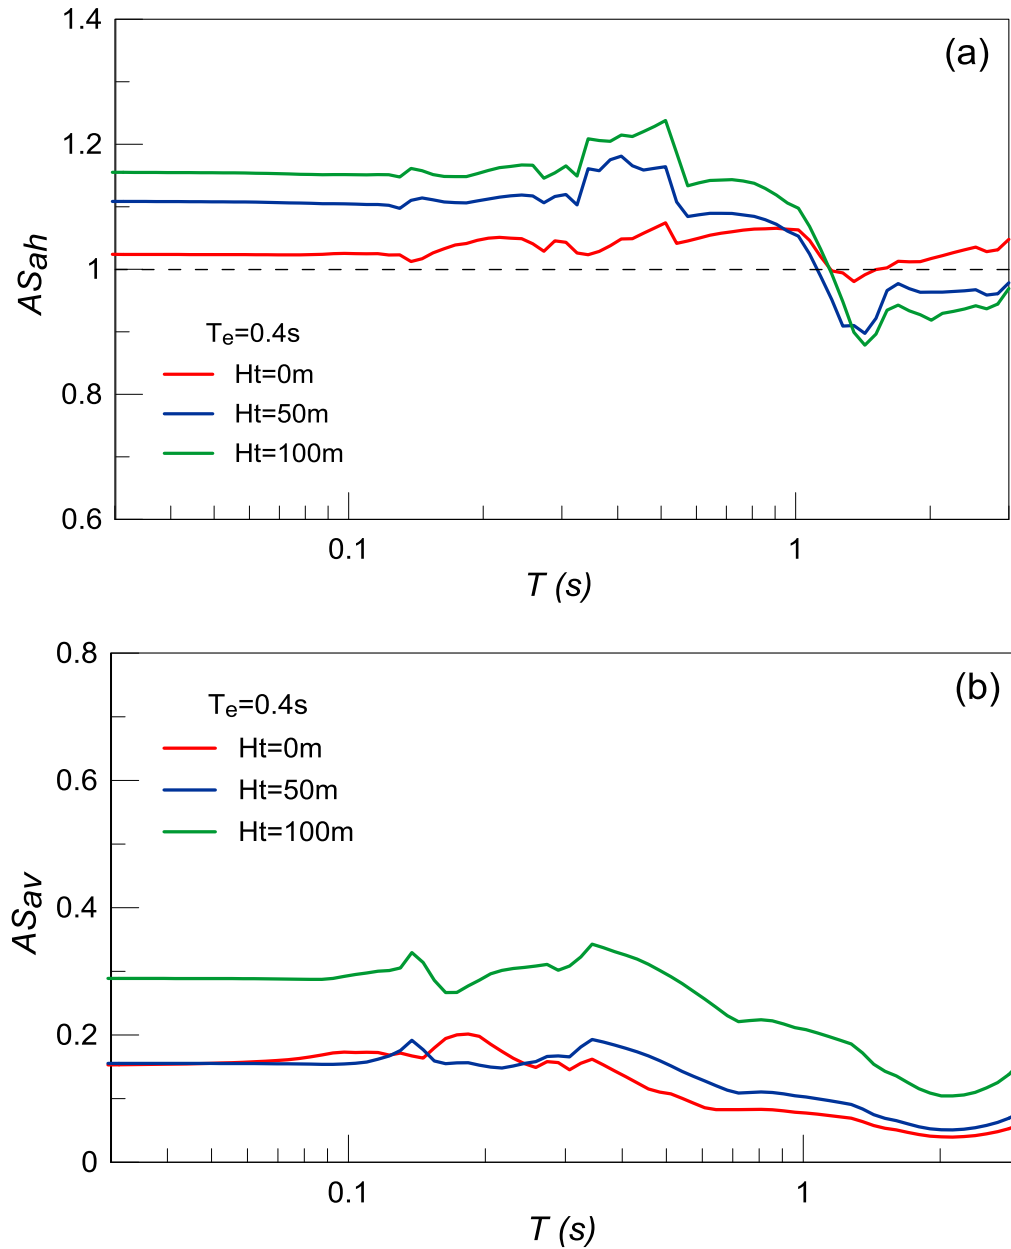 1.4
(a)
1.2
ASah
1
Te=0.4s
Ht=0m
0.8
Ht=50m
Ht=100m
0.6
0.1
1
T (s)
0.8
(b)
Te=0.4s
Ht=0m
0.6
Ht=50m
Ht=100m
0.4
ASav
0.2
0
0.1
1
T (s)